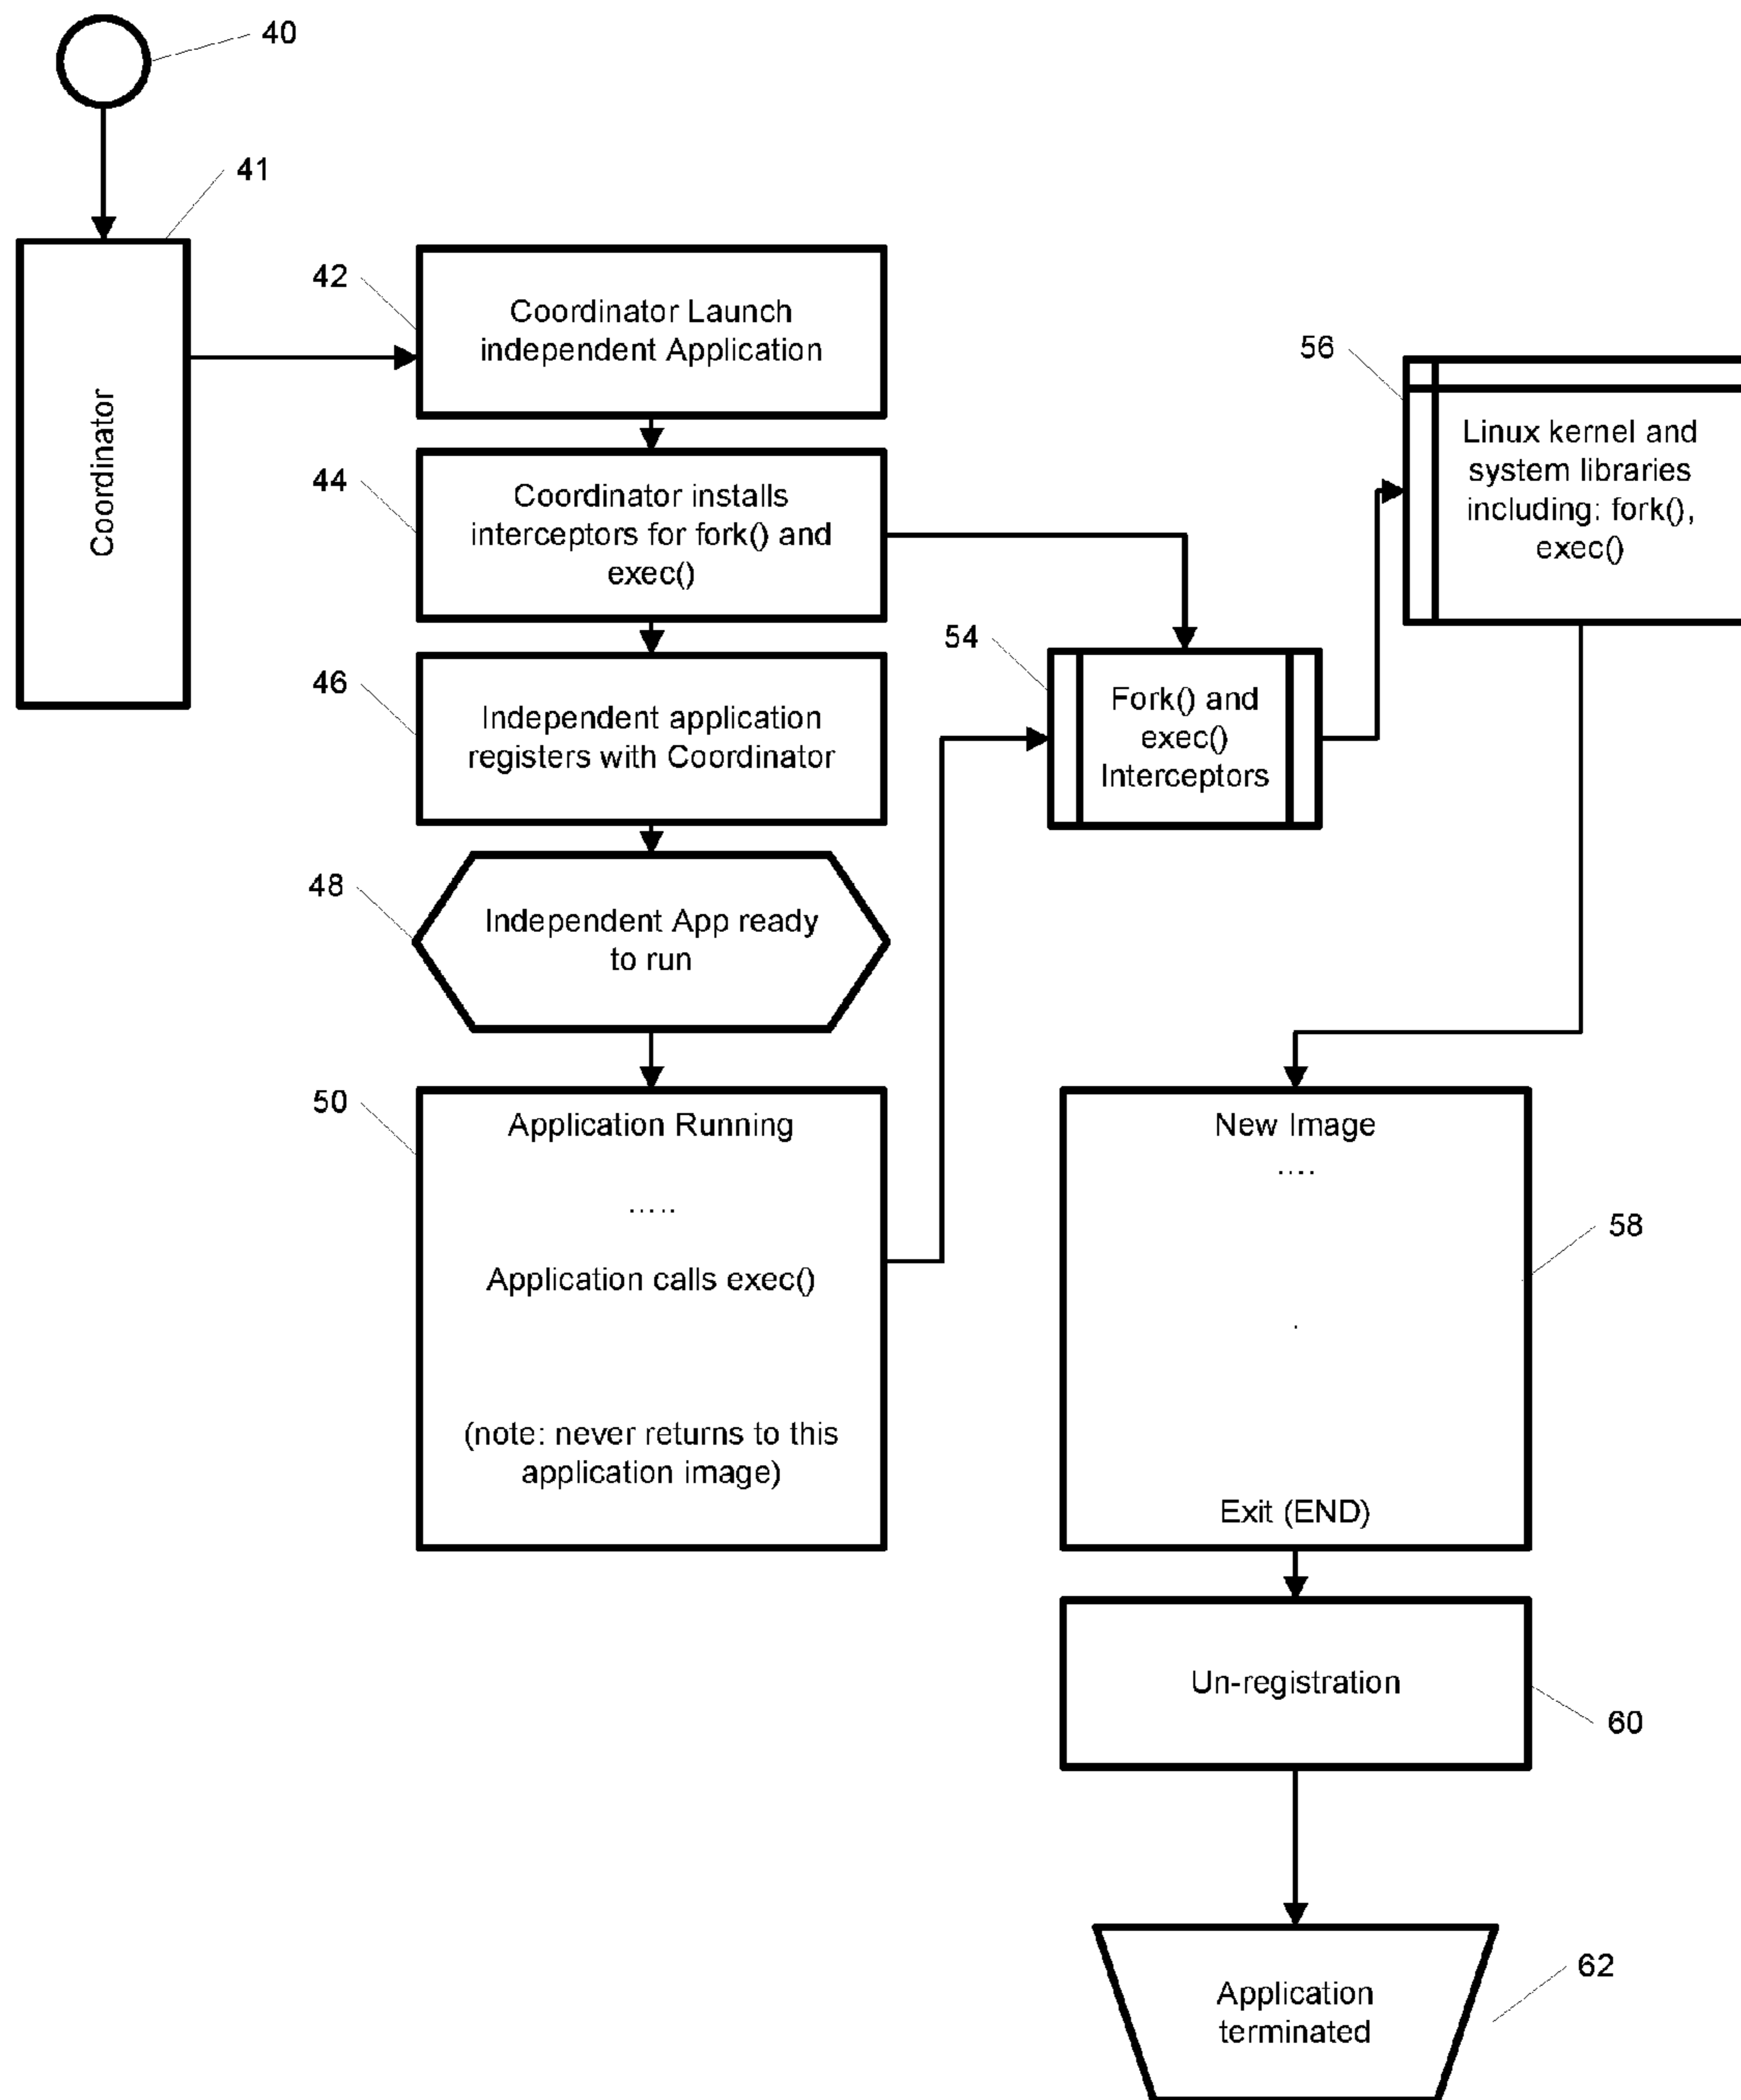 40
41
Coordinator
42
Coordinator Launch
independent Application
44
Coordinator installs
interceptors for fork() and
exec()
46
Independent application
registers with Coordinator
48
Independent App ready
to run
50
Application Running
.....
Application calls exec()
(note: never returns to this
application image)
54
Fork() and
exec()
Interceptors
56
Linux kernel and
system libraries
including: fork(),
exec()
New Image
....
.
Exit (END)
58
Un-registration
60
Application
terminated
62